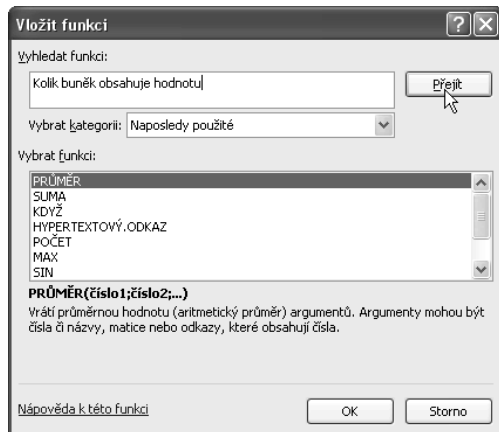 Vložit funkci
Vyhledat funkci:
Kolik buněk obsahuje hodnotu
Přejít
Vybrat kategorii: Naposledy použité
Vybrat funkci:
PRŮMĚR
SUMA
KDYŽ
HYPERTEXTOVÝ.ODKAZ
POČET
MAX
SIN
PRŮMĚR(číslo1;číslo2;...)
Vrátí průměrnou hodnotu (aritmetický průměr) argumentů. Argumenty mohou být
čísla či názvy, matice nebo odkazy, které obsahují čísla.
Nápověda k této funkci
OK
Storno